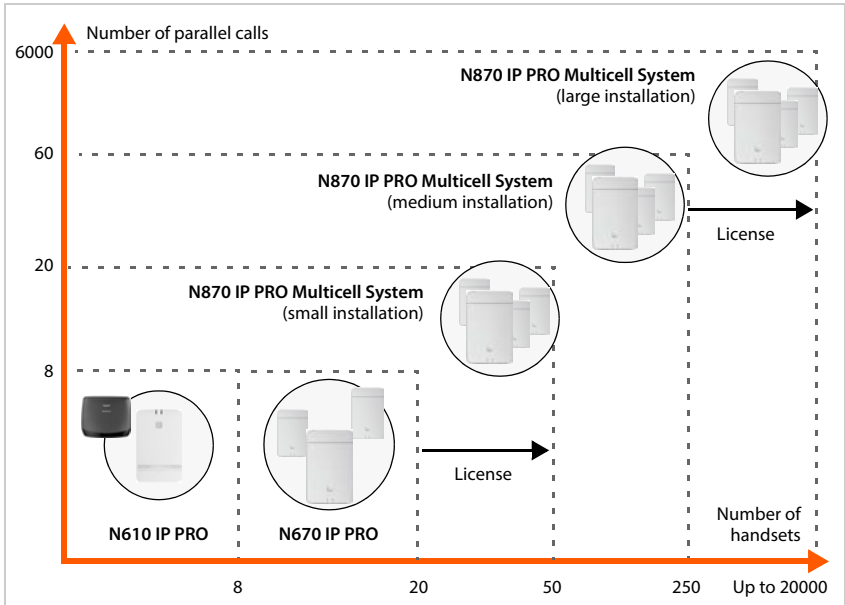 Number of parallel calls
6000
N870 IP PRO Multicell System
(large installation)
60
N870 IP PRO Multicell System
(medium installation)
License
20
N870 IP PRO Multicell System
(small installation)
8
License
Number of
handsets
N610 IP PRO
N670 IP PRO
8
20
50
250
Up to 20000